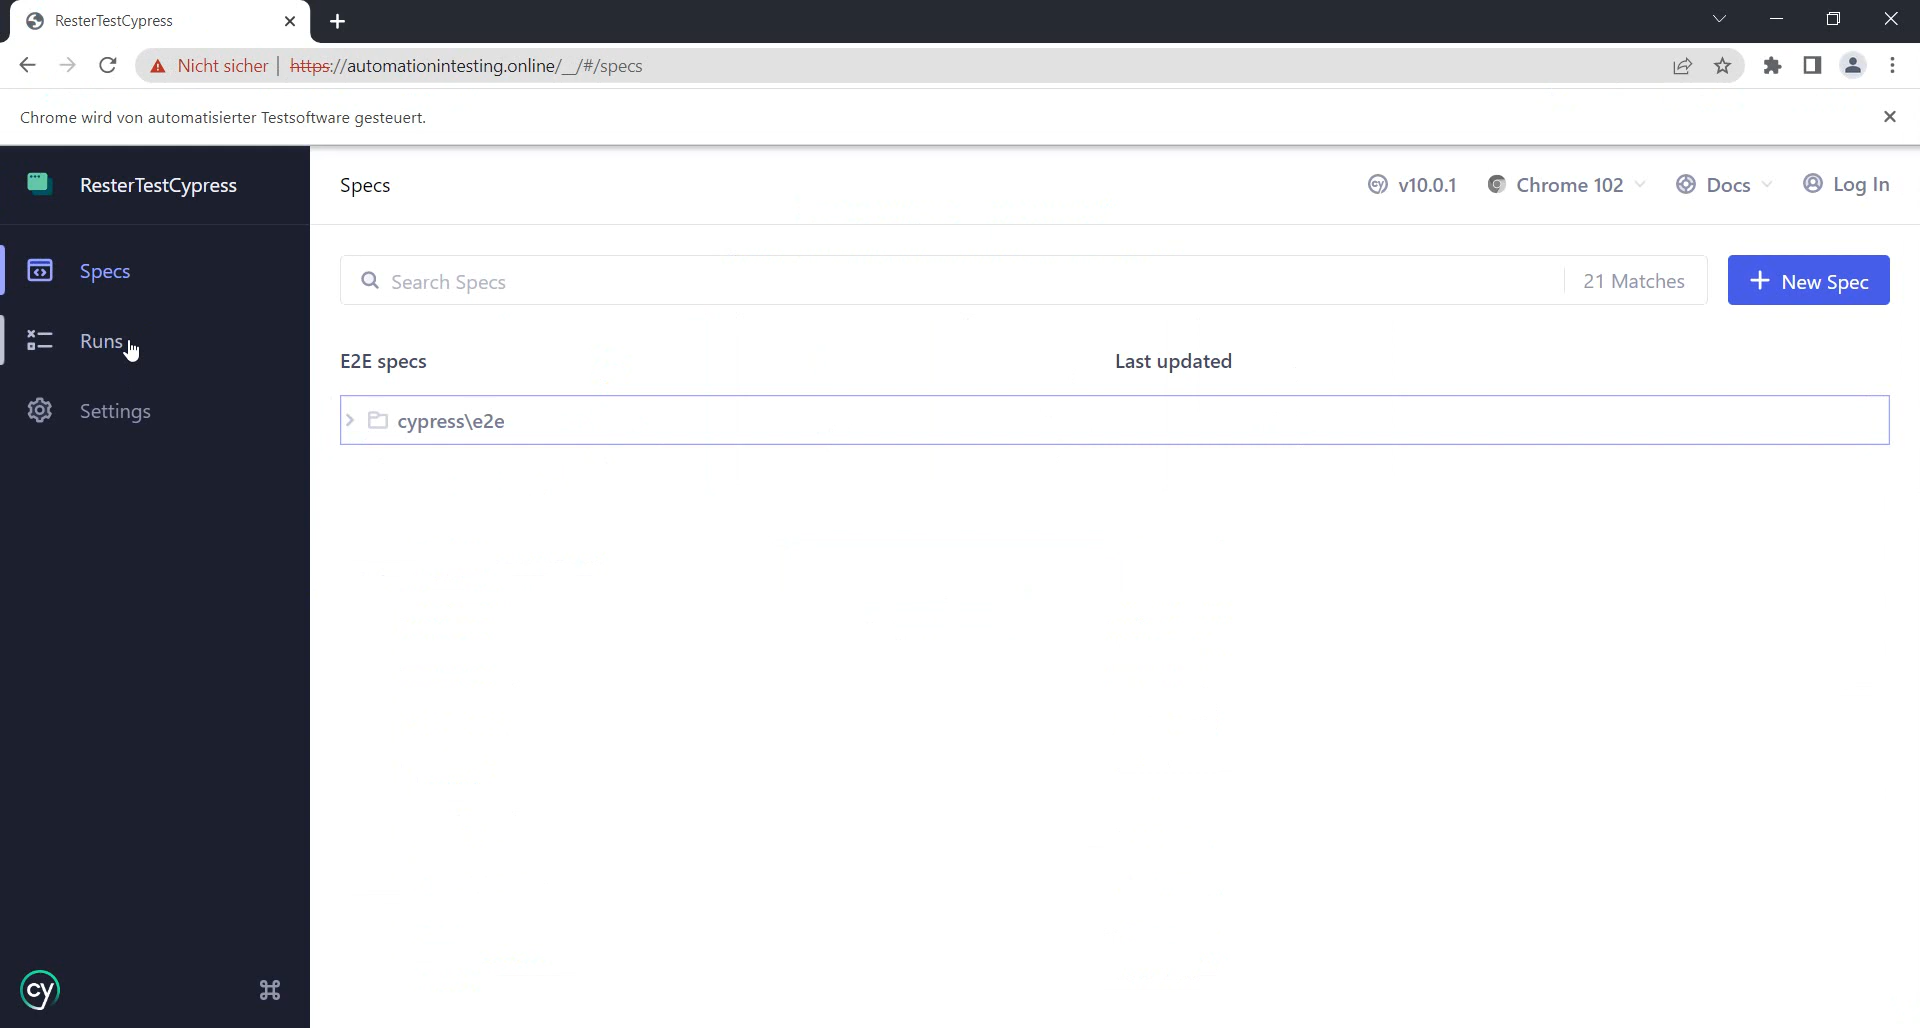 ResterTestCypress
Nicht sicher | https://automationintesting.online/__/#/specs
Chrome wird von automatisierter Testsoftware gesteuert.
ResterTestCypress
Specs
v10.0.1
Chrome 102
Docs
Log In
Specs
Runs
Settings
Search Specs
21 Matches
New Spec
E2E specs
Last updated
cypress\e2e
cy